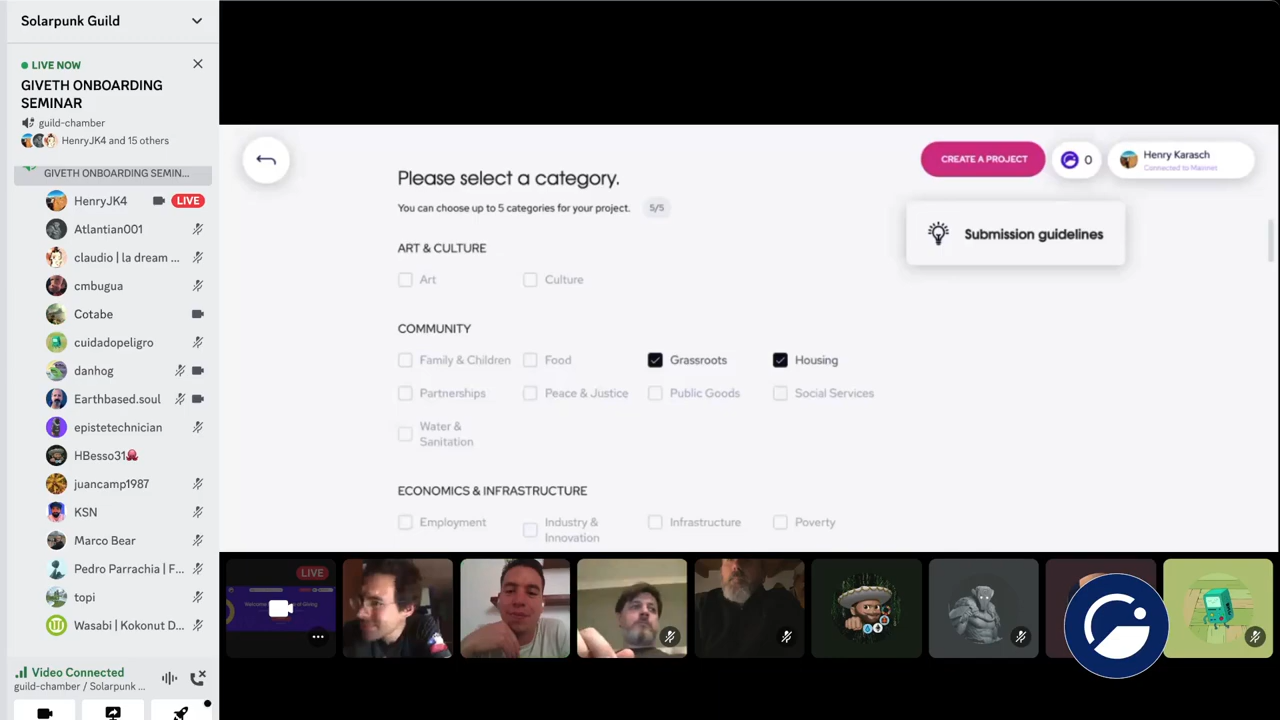 Solarpunk Guild
LIVE NOW
GIVETH ONBOARDING
SEMINAR
guild-chamber
HenryJK4 and 15 others
GIVETH ONBOARDING SEMIN...
HenryJK4
LIVE
Atlantian001
claudio | la dream ...
cmbugua
Cotabe
cuidadopeligro
danhog
Earthbased.soul
epistetechnician
HBesso31
juancamp1987
KSN
Marco Bear
Pedro Parrachia | F...
topi
Wasabi | Kokonut D...
Video Connected
guild-chamber / Solarpunk ...
Please select a category.
You can choose up to 5 categories for your project. 5/5
CREATE A PROJECT
0
Henry Karasch
Connected to Mainnet
Submission guidelines
ART & CULTURE
Art
Culture
COMMUNITY
Family & Children
Food
Grassroots
Housing
Partnerships
Peace & Justice
Public Goods
Social Services
Water &
Sanitation
ECONOMICS & INFRASTRUCTURE
Employment
Industry &
Innovation
Infrastructure
Poverty
LIVE